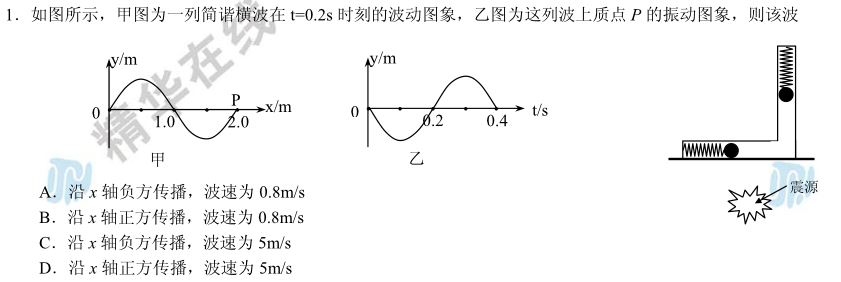 1. 如图所示，甲图为一列简谐横波在 t=0.2s 时刻的波动图象，乙图为这列波上质点 P 的振动图象，则该波
y/m
y/m
P
x/m
t/s
0
1.0
2.0
0
0.2
0.4
甲
乙
震源
A．沿 x 轴负方传播，波速为 0.8m/s
B．沿 x 轴正方传播，波速为 0.8m/s
C．沿 x 轴负方传播，波速为 5m/s
D．沿 x 轴正方传播，波速为 5m/s
精华在线